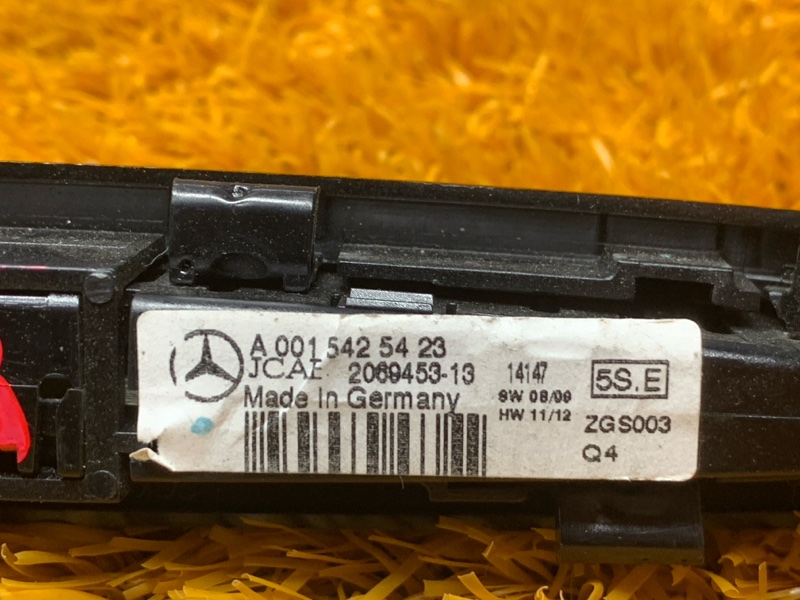 A 001 542 54 23
JCAE 2069453-13
14147
Made in Germany
SW 08/09
HW 11/12
5S.E
ZGS003
Q4